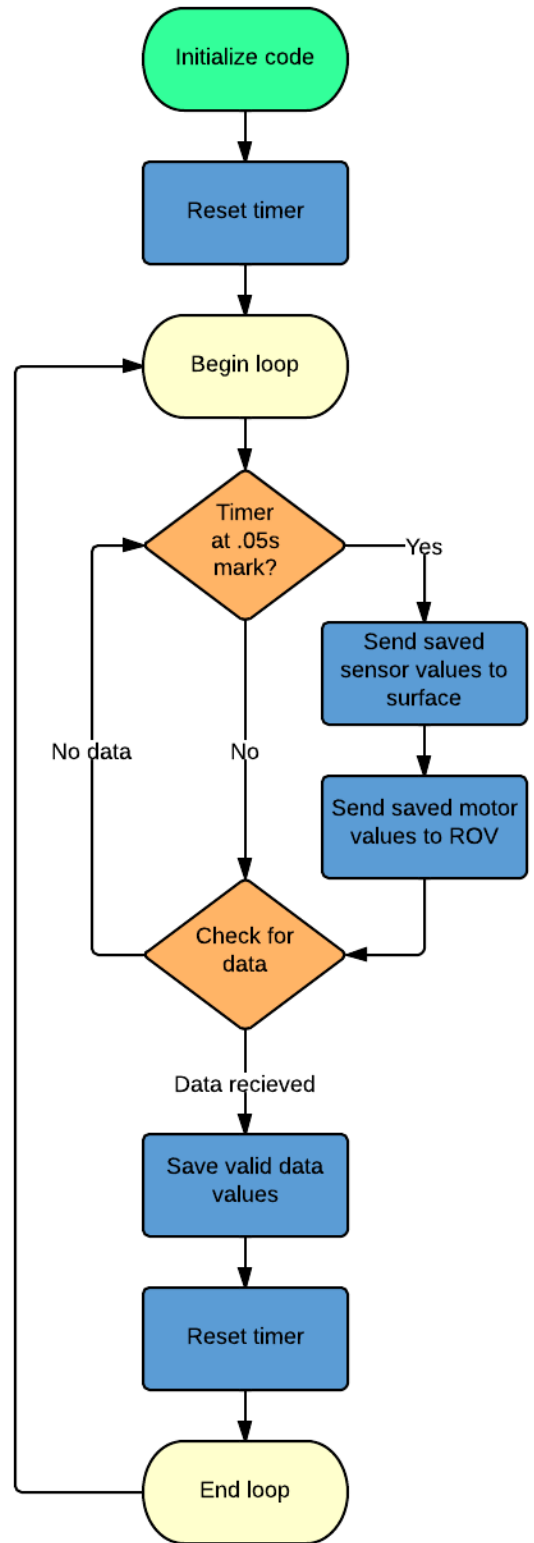 Initialize code
Reset timer
Begin loop
Timer
at .05s
mark?
Yes
Send saved
sensor values to
surface
No data
No
Send saved motor
values to ROV
Check for
data
Data recieved
Save valid data
values
Reset timer
End loop